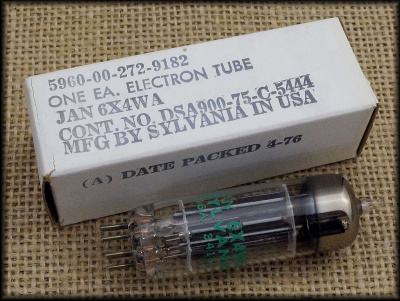 5960-00-272-9182
ONE EA. ELECTRON TUBE
JAN 6X4WA
CONT. NO. DSA900-75-C-5444
MFG BY SYLVANIA IN USA
(A) DATE PACKED 4-76